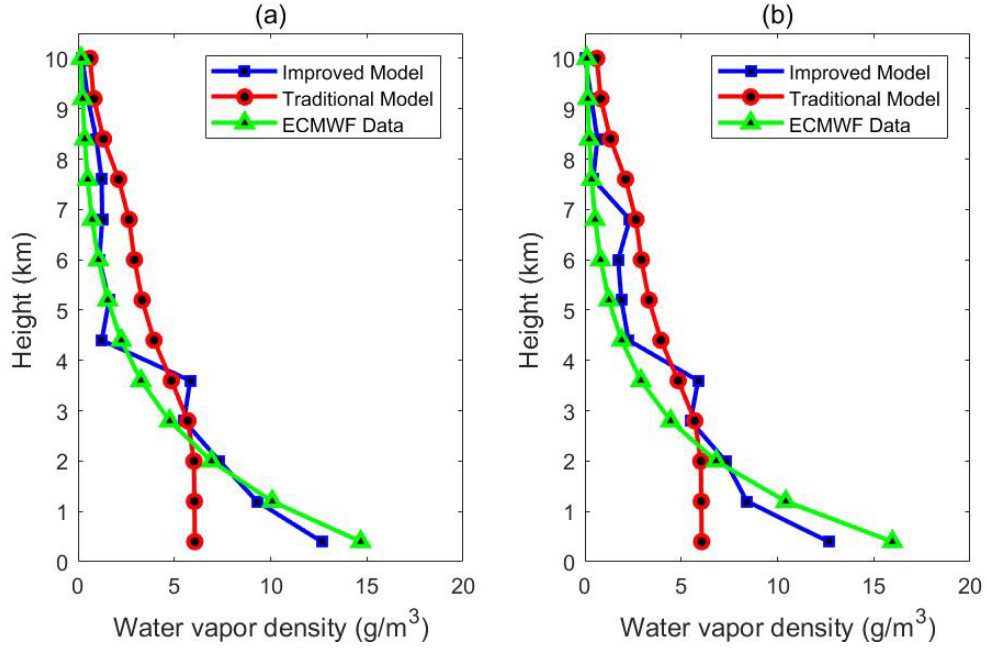 (a)
Improved Model
Traditional Model
ECMWF Data
10
9
8
7
6
5
4
3
2
1
0
Height (km)
0 5 10 15 20
Water vapor density (g/m³)
(b)
Improved Model
Traditional Model
ECMWF Data
10
9
8
7
6
5
4
3
2
1
0
Height (km)
0 5 10 15 20
Water vapor density (g/m³)